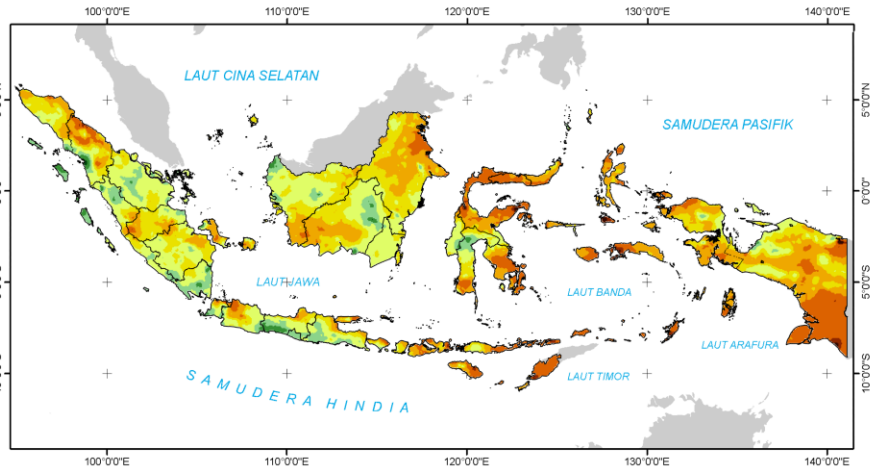 100°0'0"E 110°0'0"E 120°0'0"E 130°0'0"E 140°0'0"E
LAUT CINA SELATAN
5°0'0"N
SAMUDERA PASIFIK
0°0'0"
LAUT JAWA
5°0'0"S
LAUT BANDA
LAUT ARAFURA
10°0'0"S
LAUT TIMOR
SAMUDERA HINDIA
100°0'0"E 110°0'0"E 120°0'0"E 130°0'0"E 140°0'0"E